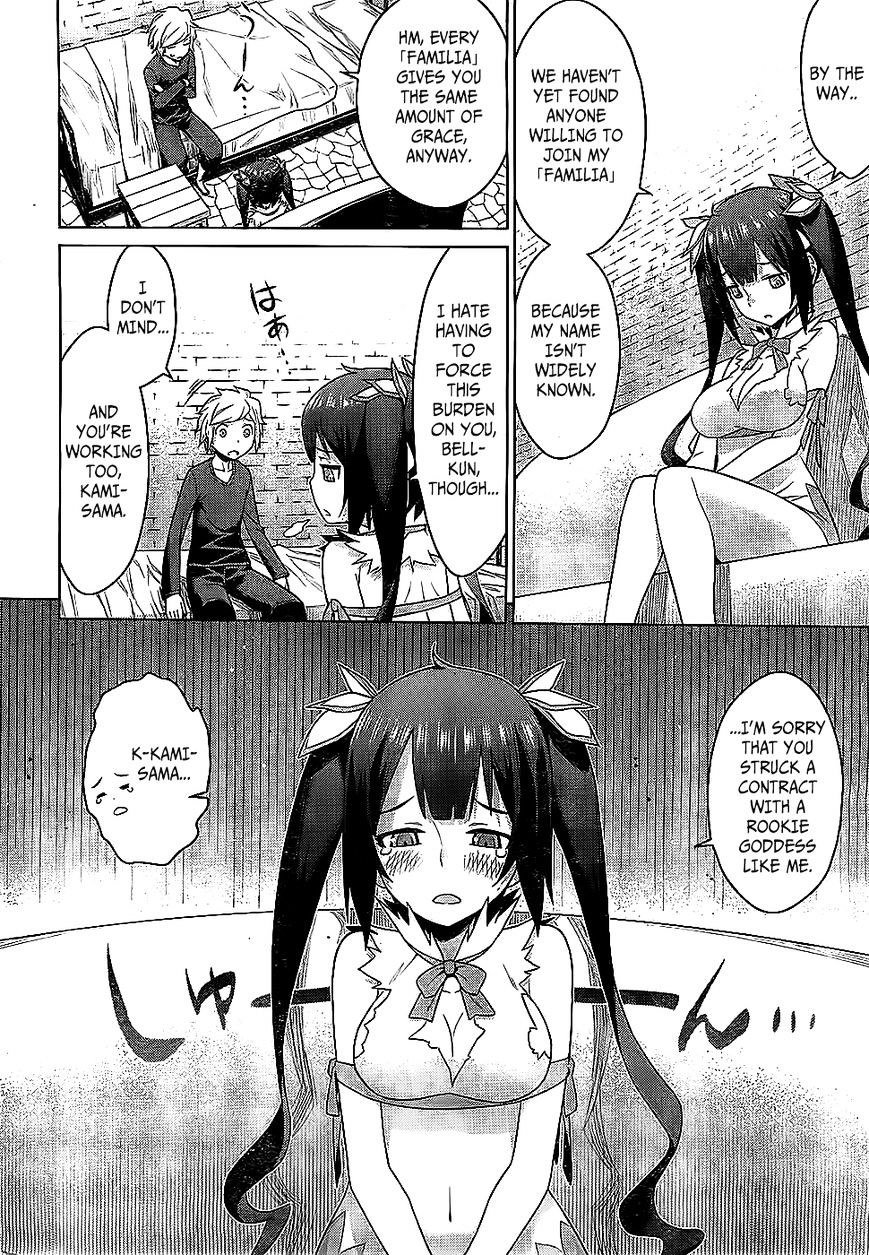 BY THE
WAY..
WE HAVEN'T
YET FOUND
ANYONE
WILLING TO
JOIN MY
「FAMILIA」
BECAUSE
MY NAME
ISN'T
WIDELY
KNOWN.
HM, EVERY
「FAMILIA」
GIVES YOU
THE SAME
AMOUNT OF
GRACE,
ANYWAY.
う〜ん…
I HATE
HAVING
TO
FORCE
THIS
BURDEN
ON YOU,
BELL-
KUN,
THOUGH...
はぁ…
I
DON'T
MIND...
AND
YOU'RE
WORKING
TOO,
KAMI-
SAMA.
...I'M SORRY
THAT YOU
STRUCK A
CONTRACT
WITH A
ROOKIE
GODDESS
LIKE ME.
K-KAMI-
SAMA...
しゅーーん…